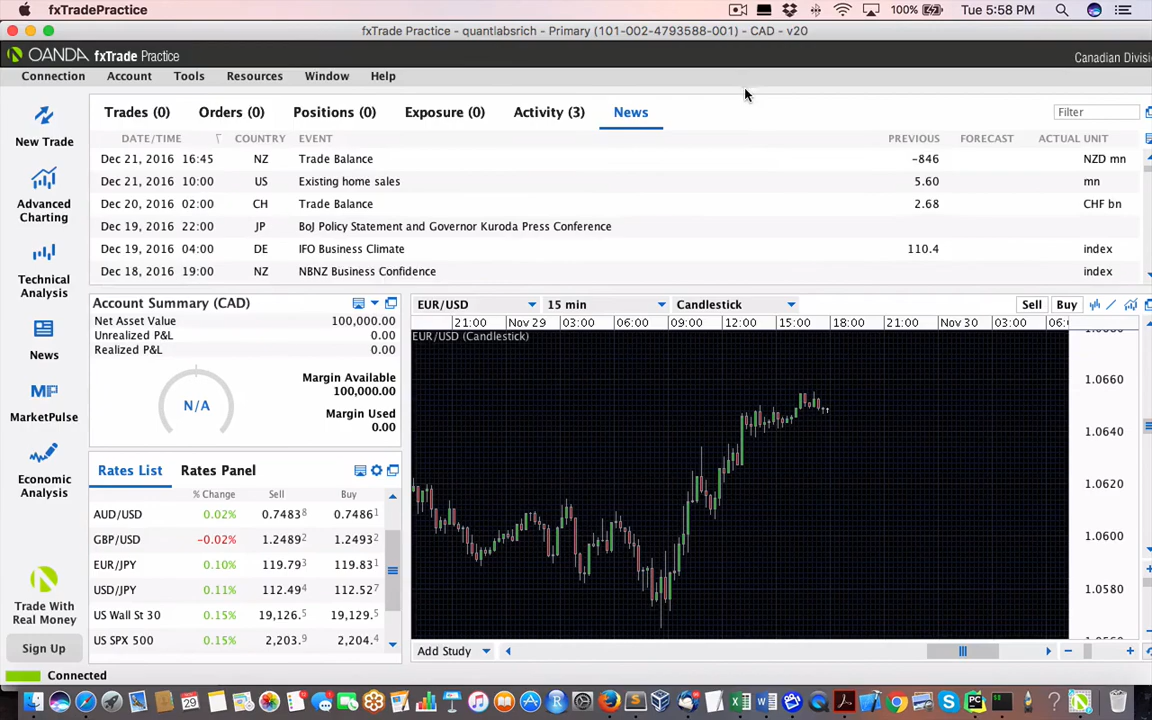 fxTradePractice 100% Tue 5:58 PM
fxTrade Practice - quantlabsrich - Primary (101-002-4793588-001) - CAD - v20
OANDA fxTrade Practice Canadian Divisi
Connection Account Tools Resources Window Help
New Trade
Advanced Charting
Technical Analysis
News
MarketPulse
Economic Analysis
Trade With Real Money
Sign Up
Trades (0) Orders (0) Positions (0) Exposure (0) Activity (3) News Filter
DATE/TIME COUNTRY EVENT PREVIOUS FORECAST ACTUAL UNIT
Dec 21, 2016 16:45 NZ Trade Balance -846 NZD mn
Dec 21, 2016 10:00 US Existing home sales 5.60 mn
Dec 20, 2016 02:00 CH Trade Balance 2.68 CHF bn
Dec 19, 2016 22:00 JP BoJ Policy Statement and Governor Kuroda Press Conference
Dec 19, 2016 04:00 DE IFO Business Climate 110.4 index
Dec 18, 2016 19:00 NZ NBNZ Business Confidence index
Account Summary (CAD)
Net Asset Value 100,000.00
Unrealized P&L 0.00
Realized P&L 0.00
N/A
Margin Available
100,000.00
Margin Used
0.00
Rates List Rates Panel
% Change Sell Buy
AUD/USD 0.02% 0.7483⁸ 0.7486¹
GBP/USD -0.02% 1.2489² 1.2493²
EUR/JPY 0.10% 119.79³ 119.83¹
USD/JPY 0.11% 112.49⁴ 112.52⁷
US Wall St 30 0.15% 19,126.⁵ 19,129.⁵
US SPX 500 0.15% 2,203.⁹ 2,204.⁴
EUR/USD 15 min Candlestick Sell Buy
21:00 Nov 29 03:00 06:00 09:00 12:00 15:00 18:00 21:00 Nov 30 03:00
EUR/USD (Candlestick)
1.0660
1.0640
1.0620
1.0600
1.0580
Add Study
Connected